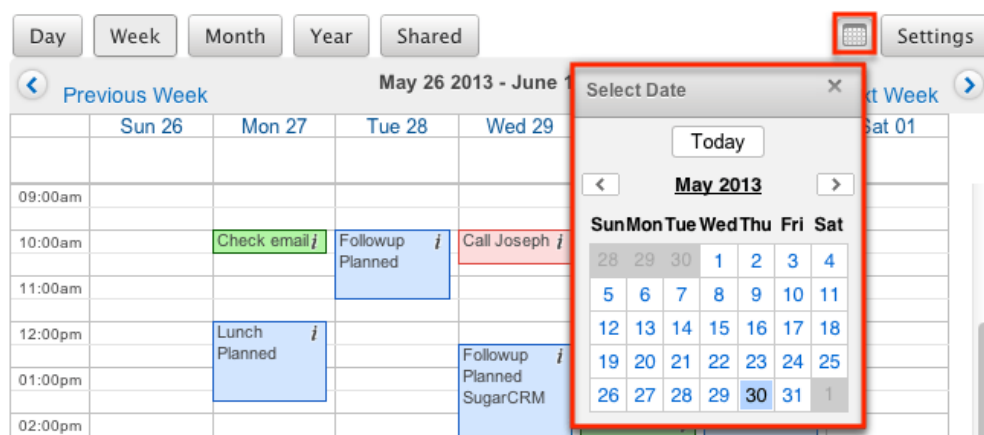 Day Week Month Year Shared Settings
Previous Week May 26 2013 - June 1 xt Week
Sun 26 Mon 27 Tue 28 Wed 29 Sat 01
09:00am
10:00am
11:00am
12:00pm
01:00pm
02:00pm
Check email i
Lunch i
Planned
Followup i
Planned
Call Joseph i
Followup i
Planned
SugarCRM
Select Date ×
Today
< May 2013 >
Sun Mon Tue Wed Thu Fri Sat
28 29 30 1 2 3 4
5 6 7 8 9 10 11
12 13 14 15 16 17 18
19 20 21 22 23 24 25
26 27 28 29 30 31 1